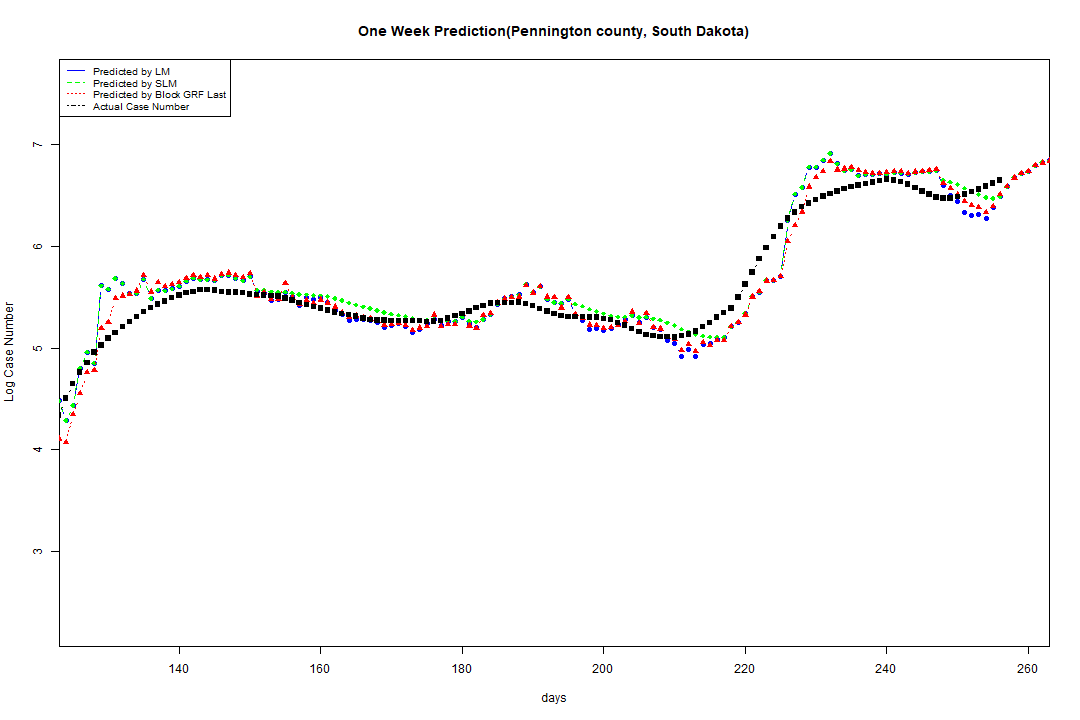 One Week Prediction(Pennington county, South Dakota)
Predicted by LM
Predicted by SLM
Predicted by Block GRF Last
Actual Case Number
7
6
5
4
3
Log Case Number
140 160 180 200 220 240 260
days